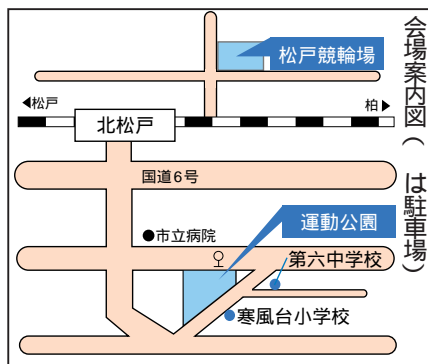 会場案内図( は駐車場)
松戸競輪場
◀松戸
柏▶
北松戸
国道6号
●市立病院
運動公園
第六中学校
寒風台小学校